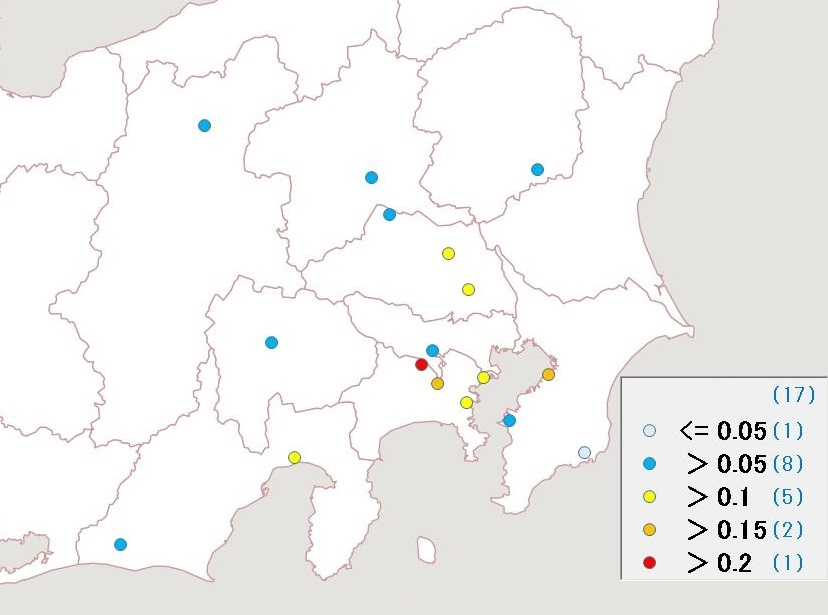 (17)
<= 0.05 (1)
> 0.05 (8)
> 0.1 (5)
> 0.15 (2)
> 0.2 (1)